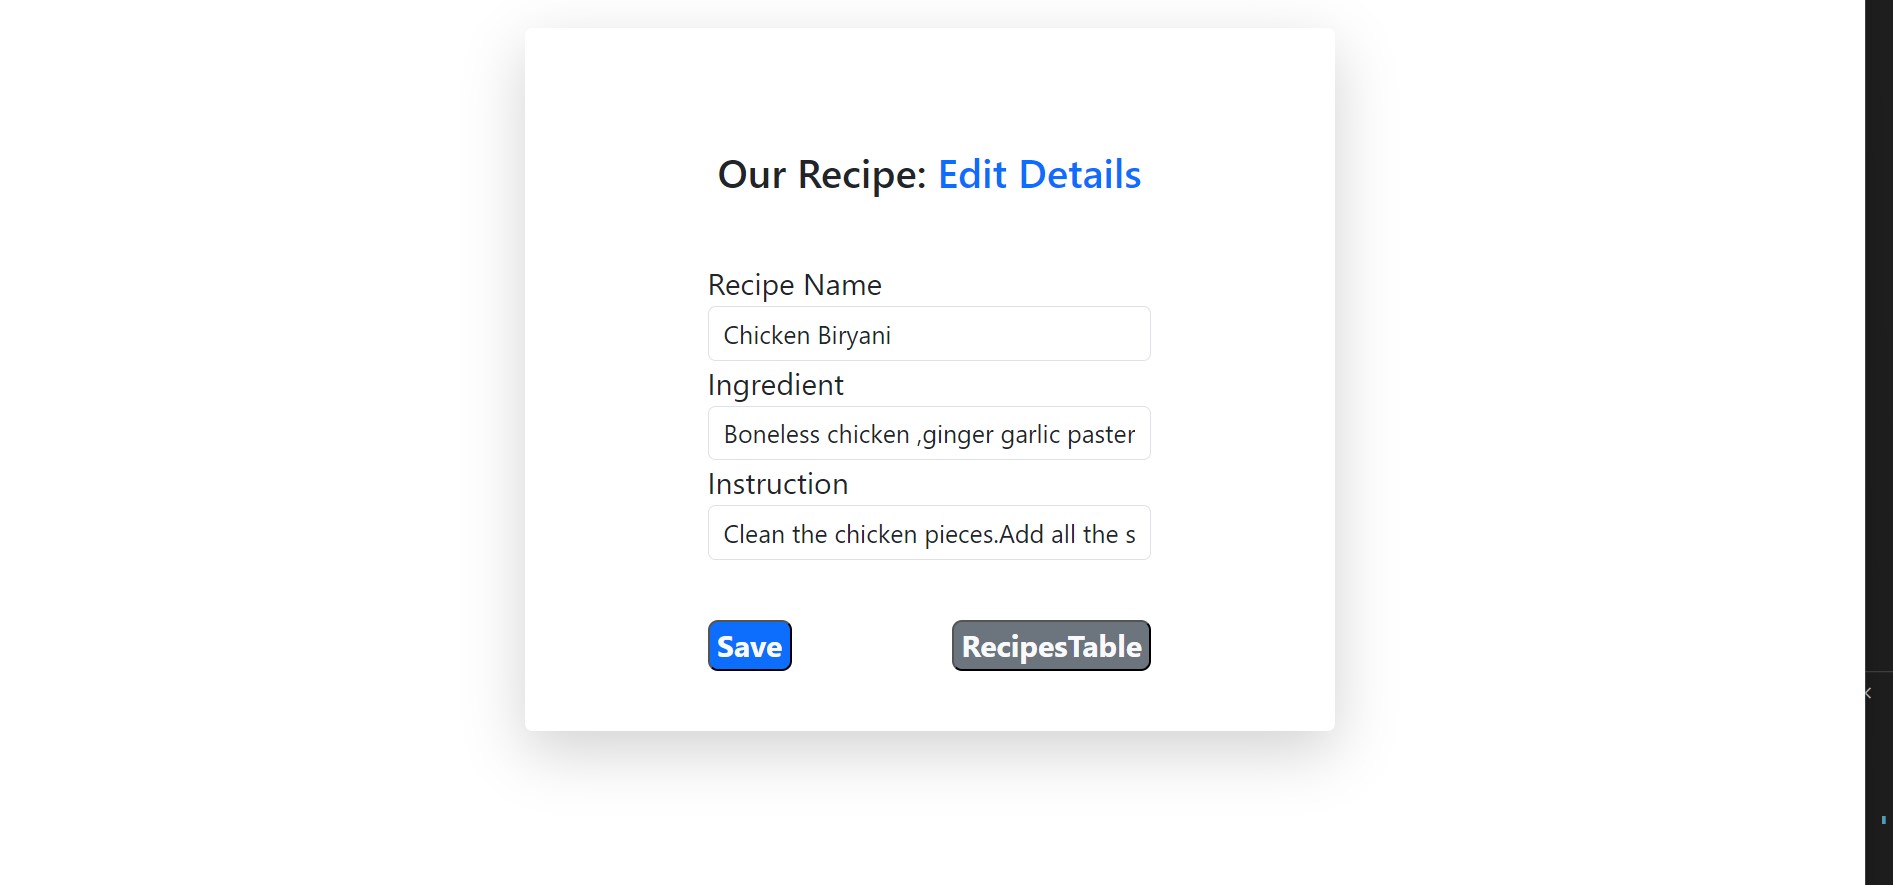 Our Recipe: Edit Details
Recipe Name
Chicken Biryani
Ingredient
Boneless chicken ,ginger garlic paster
Instruction
Clean the chicken pieces.Add all the s
Save RecipesTable